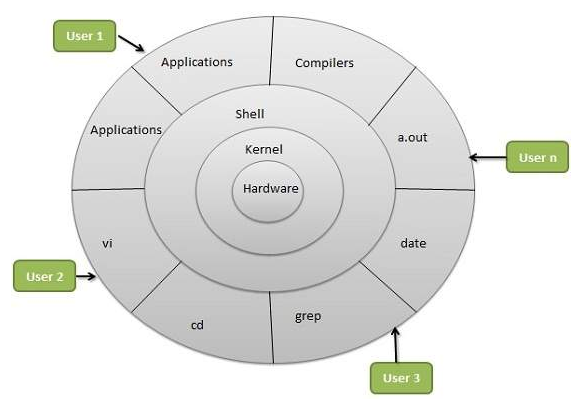 User 1
Applications
Compilers
Shell
Applications
a.out
Kernel
User n
Hardware
vi
date
User 2
cd
grep
User 3